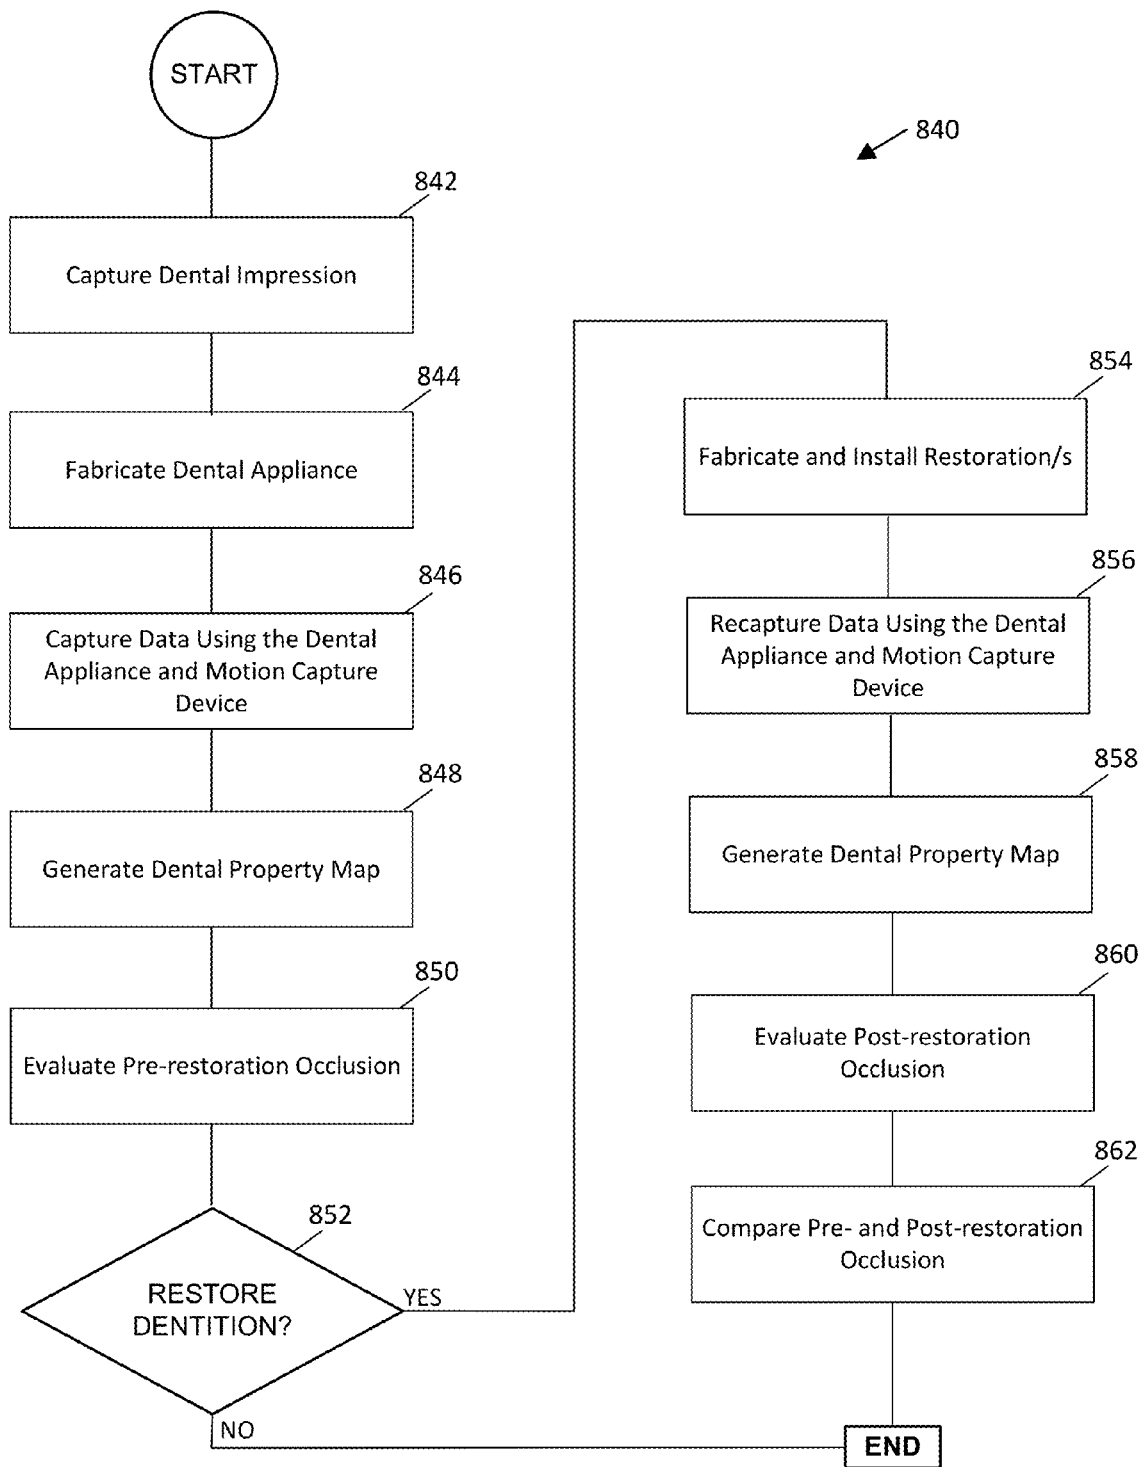 START
840
842
Capture Dental Impression
844
Fabricate Dental Appliance
846
Capture Data Using the Dental
Appliance and Motion Capture
Device
848
Generate Dental Property Map
850
Evaluate Pre-restoration Occlusion
852
RESTORE
DENTITION?
YES
NO
854
Fabricate and Install Restoration/s
856
Recapture Data Using the Dental
Appliance and Motion Capture
Device
858
Generate Dental Property Map
860
Evaluate Post-restoration
Occlusion
862
Compare Pre- and Post-restoration
Occlusion
END